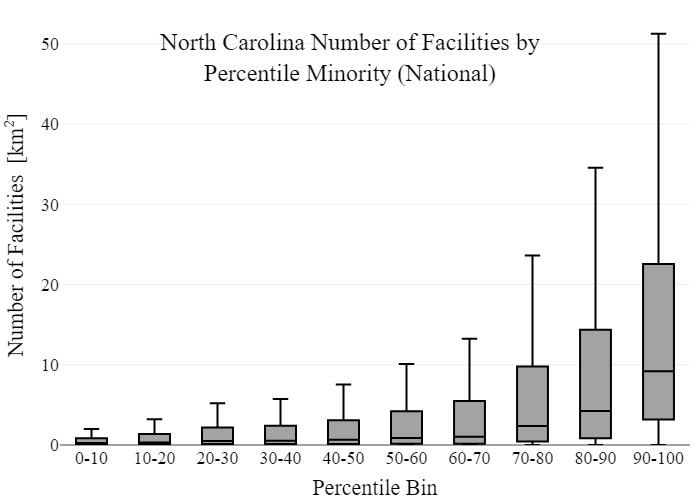 North Carolina Number of Facilities by
Percentile Minority (National)
Number of Facilities [km²]
50
40
30
20
10
0
0-10 10-20 20-30 30-40 40-50 50-60 60-70 70-80 80-90 90-100
Percentile Bin